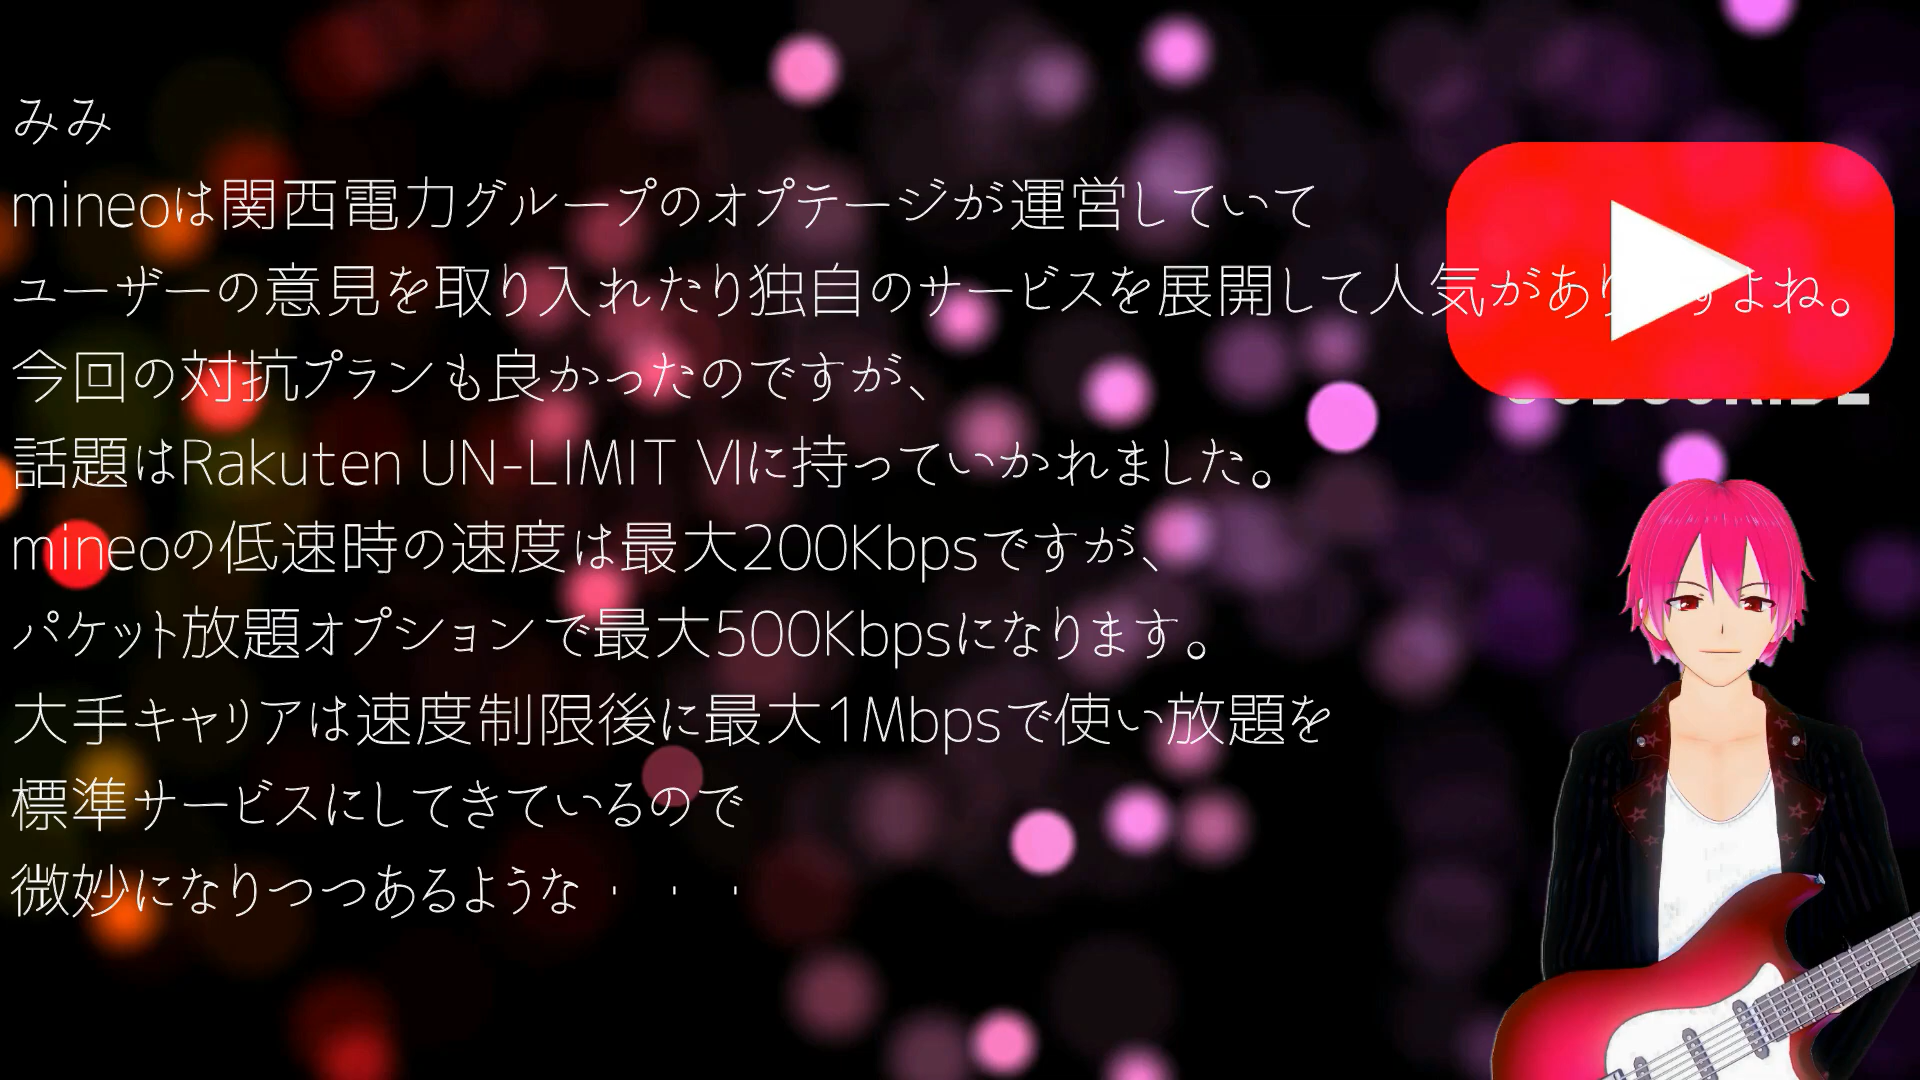 みみ
mineoは関西電力グループのオプテージが運営していて
ユーザーの意見を取り入れたり独自のサービスを展開して人気がありますよね。
今回の対抗プランも良かったのですが、
話題はRakuten UN-LIMIT Ⅵに持っていかれました。
mineoの低速時の速度は最大200Kbpsですが、
パケット放題オプションで最大500Kbpsになります。
大手キャリアは速度制限後に最大1Mbpsで使い放題を
標準サービスにしてきているので
微妙になりつつあるような・・・
SUBSCRIBE